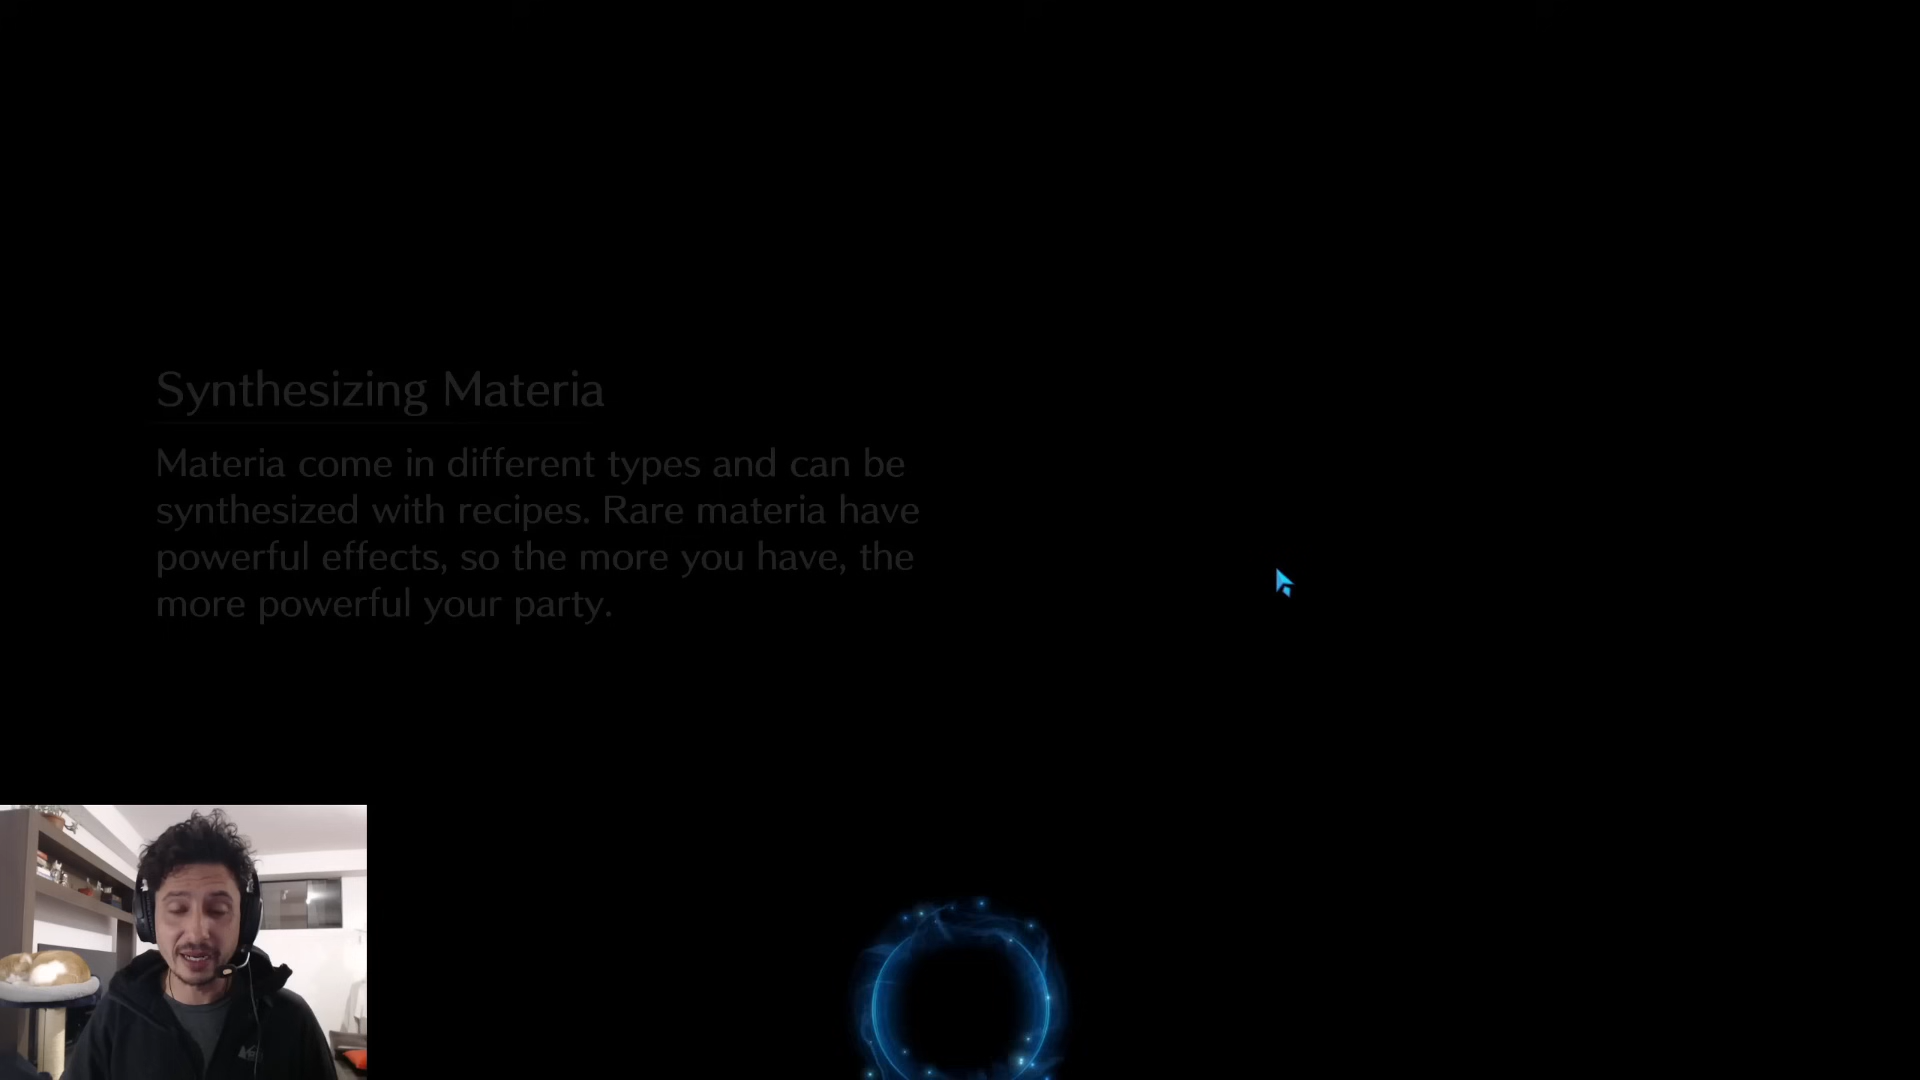 Synthesizing Materia
Materia come in different types and can be
synthesized with recipes. Rare materia have
powerful effects, so the more you have, the
more powerful your party.